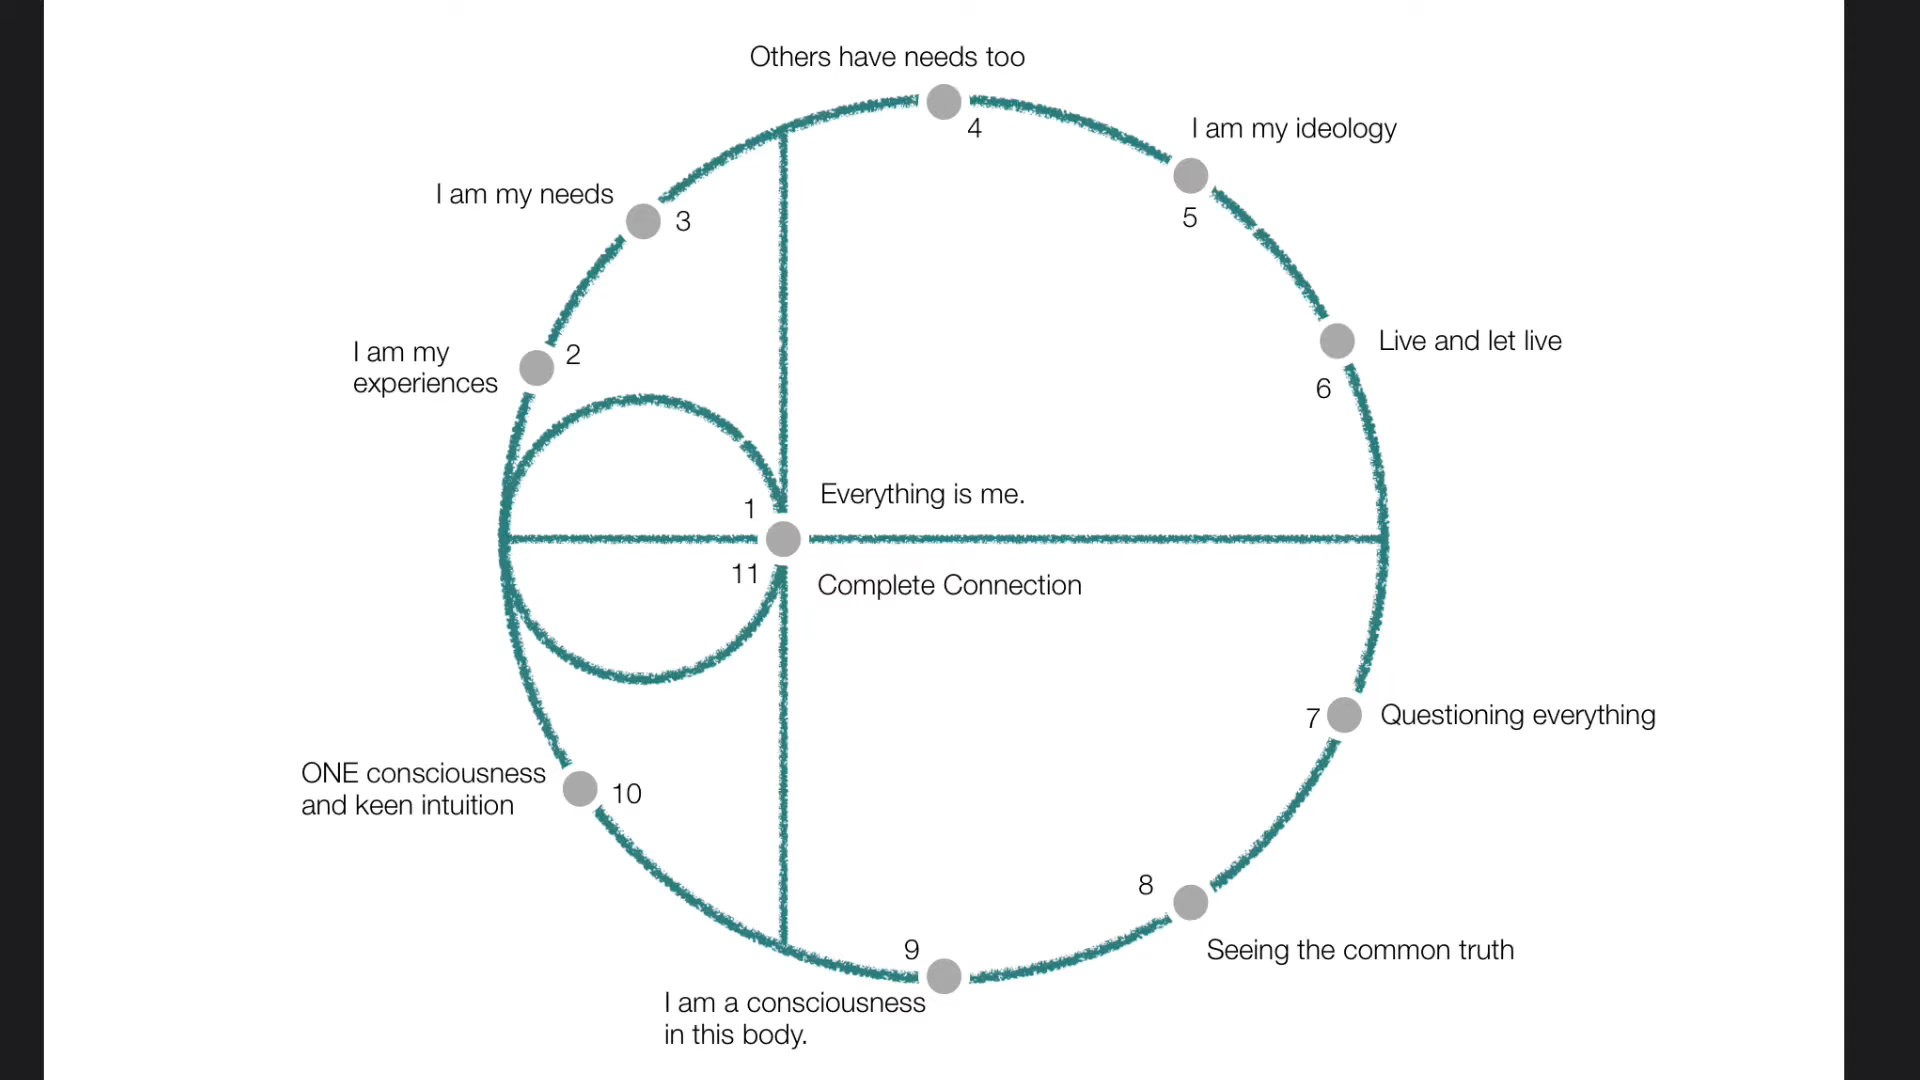 Others have needs too
4
I am my ideology
5
I am my needs
3
I am my
experiences
2
Live and let live
6
1
Everything is me.
11
Complete Connection
7
Questioning everything
ONE consciousness
and keen intuition
10
8
Seeing the common truth
9
I am a consciousness
in this body.